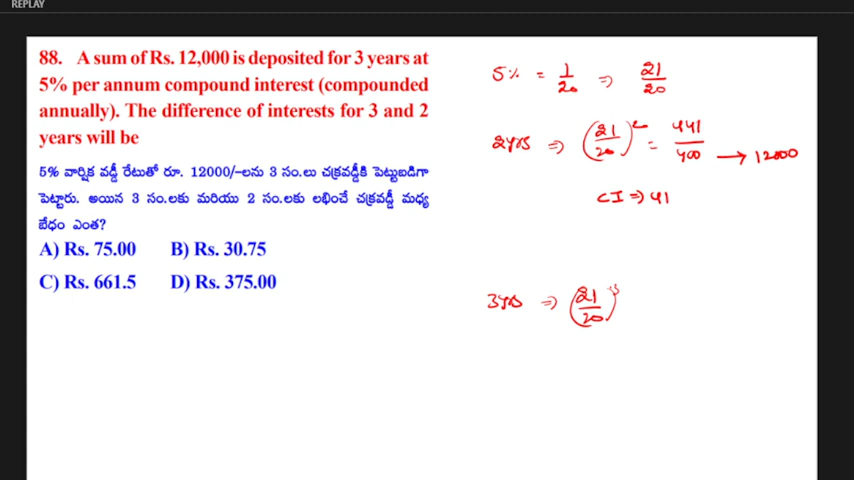 REPLAY
88. A sum of Rs. 12,000 is deposited for 3 years at
5% per annum compound interest (compounded
annually). The difference of interests for 3 and 2
years will be
5% వార్షిక వడ్డీ రేటుతో రూ. 12000/-లను 3 సం.లు చక్రవడ్డీకి పెట్టుబడిగా
పెట్టారు. అయిన 3 సం.లకు మరియు 2 సం.లకు లభించే చక్రవడ్డీ మధ్య
బేధం ఎంత?
A) Rs. 75.00 B) Rs. 30.75
C) Rs. 661.5 D) Rs. 375.00
5% = 1/20 ⇒ 21/20
2yrs ⇒ (21/20)² = 441/400 → 12000
CI ⇒ 41
3yrs ⇒ (21/20)³